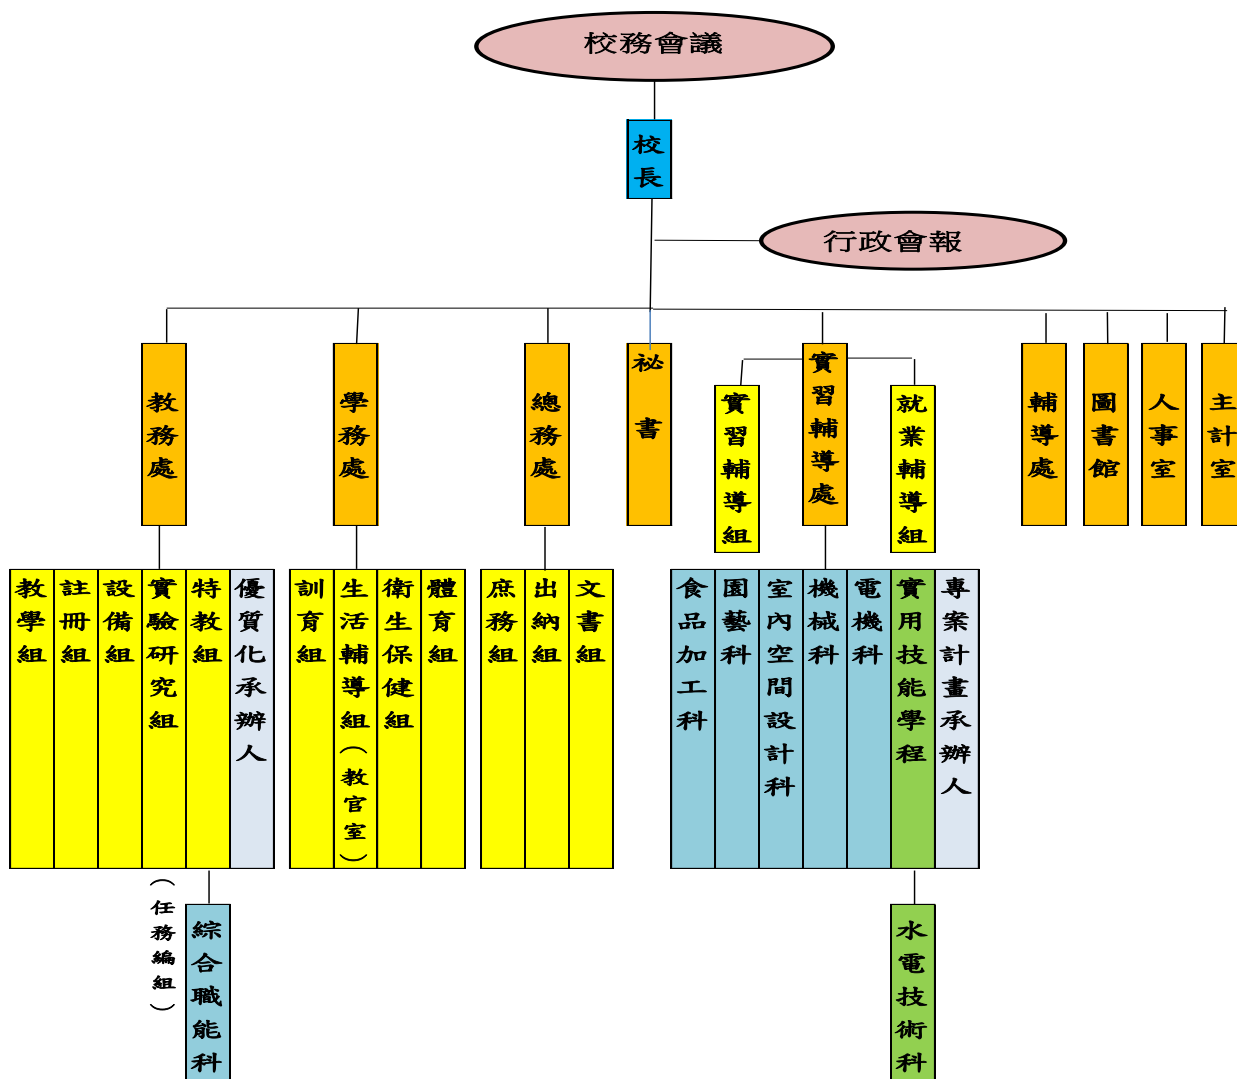 校務會議
校長
行政會報
教務處
學務處
總務處
祕書
實習輔導組
實習輔導處
就業輔導組
輔導處
圖書館
人事室
主計室
教學組
註冊組
設備組
實驗研究組
特教組
優質化承辦人
訓育組
生活輔導組(教官室)
衛生保健組
體育組
庶務組
出納組
文書組
食品加工科
園藝科
室內空間設計科
機械科
電機科
實用技能學程
專案計畫承辦人
(任務編組)
綜合職能科
水電技術科